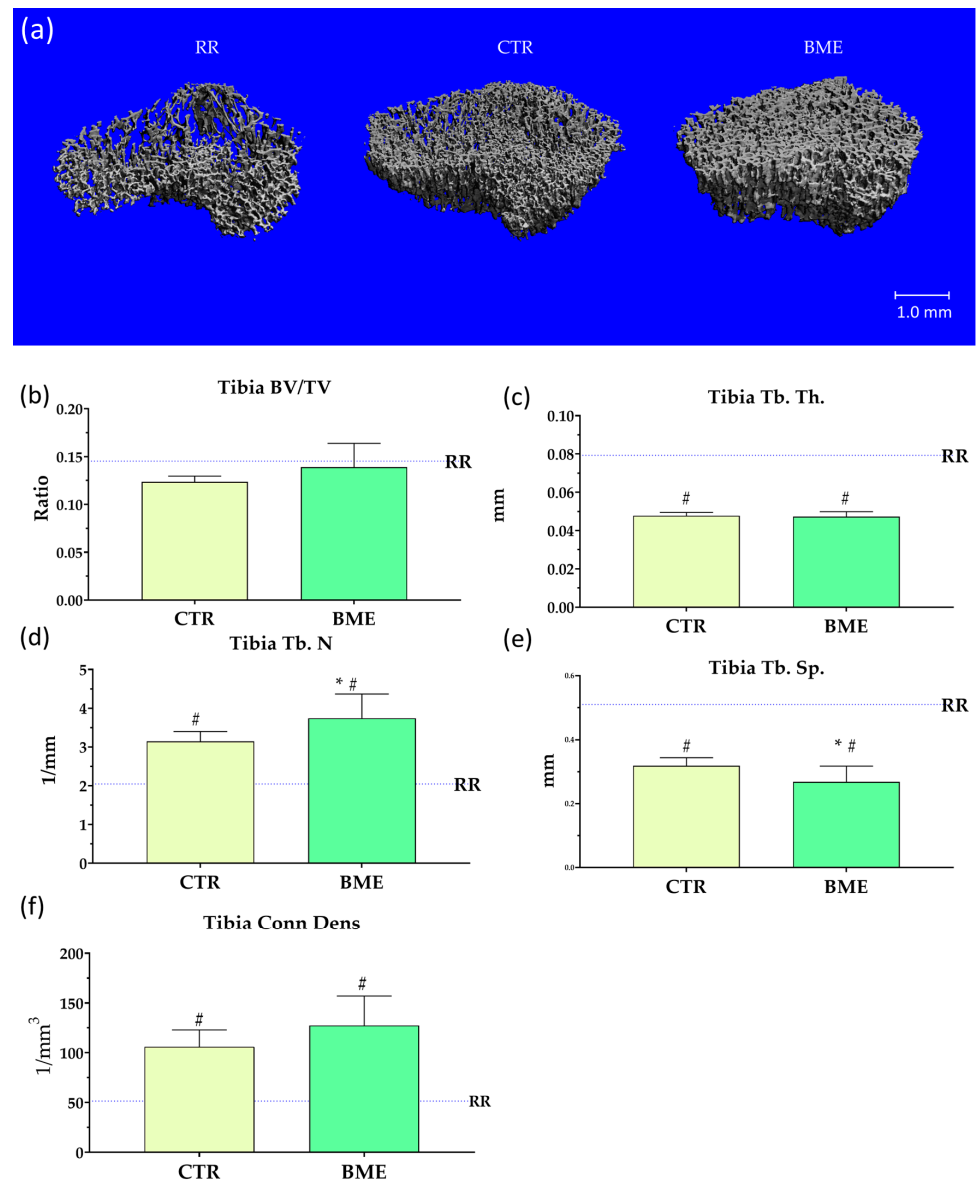 (a)
RR CTR BME
1.0 mm
(b)
Tibia BV/TV
0.20
0.15
0.10
0.05
0.00
Ratio
RR
CTR BME
(c)
Tibia Tb. Th.
0.10
0.08
0.06
0.04
0.02
0.00
mm
RR
# #
CTR BME
(d)
Tibia Tb. N
5
4
3
2
1
0
1/mm
# * #
RR
CTR BME
(e)
Tibia Tb. Sp.
0.6
0.4
0.2
0.0
mm
RR
# * #
CTR BME
(f)
Tibia Conn Dens
200
150
100
50
0
1/mm³
# #
RR
CTR BME